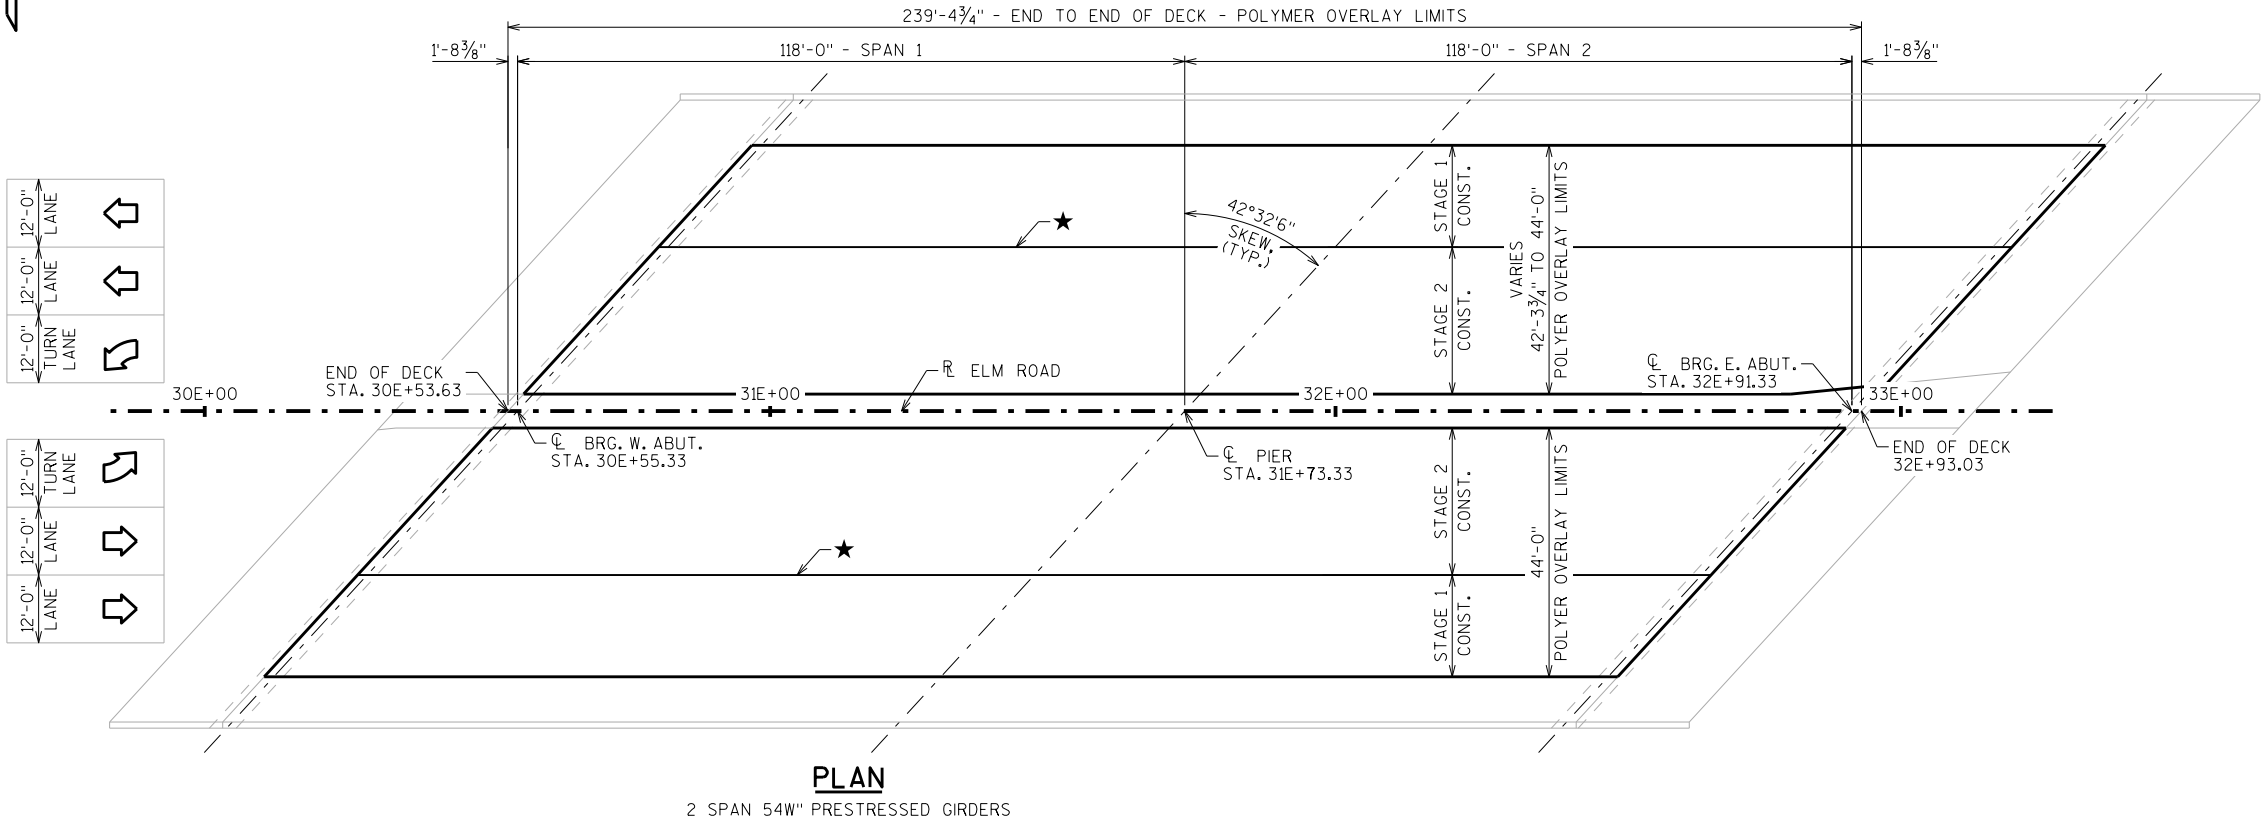 239'-4¾" - END TO END OF DECK - POLYMER OVERLAY LIMITS
1'-8⅜"
118'-0" - SPAN 1
118'-0" - SPAN 2
1'-8⅜"
12'-0"
LANE
12'-0"
LANE
12'-0"
TURN
LANE
42°32'6"
SKEW,
(TYP.)
STAGE 1
CONST.
STAGE 2
CONST.
VARIES
42'-3¾" TO 44'-0"
POLYER OVERLAY LIMITS
END OF DECK
STA. 30E+53.63
℞ ELM ROAD
℄ BRG. E. ABUT.
STA. 32E+91.33
30E+00
31E+00
32E+00
33E+00
℄ BRG. W. ABUT.
STA. 30E+55.33
℄ PIER
STA. 31E+73.33
END OF DECK
32E+93.03
12'-0"
TURN
LANE
12'-0"
LANE
12'-0"
LANE
STAGE 2
CONST.
STAGE 1
CONST.
44'-0"
POLYER OVERLAY LIMITS
PLAN
2 SPAN 54W" PRESTRESSED GIRDERS